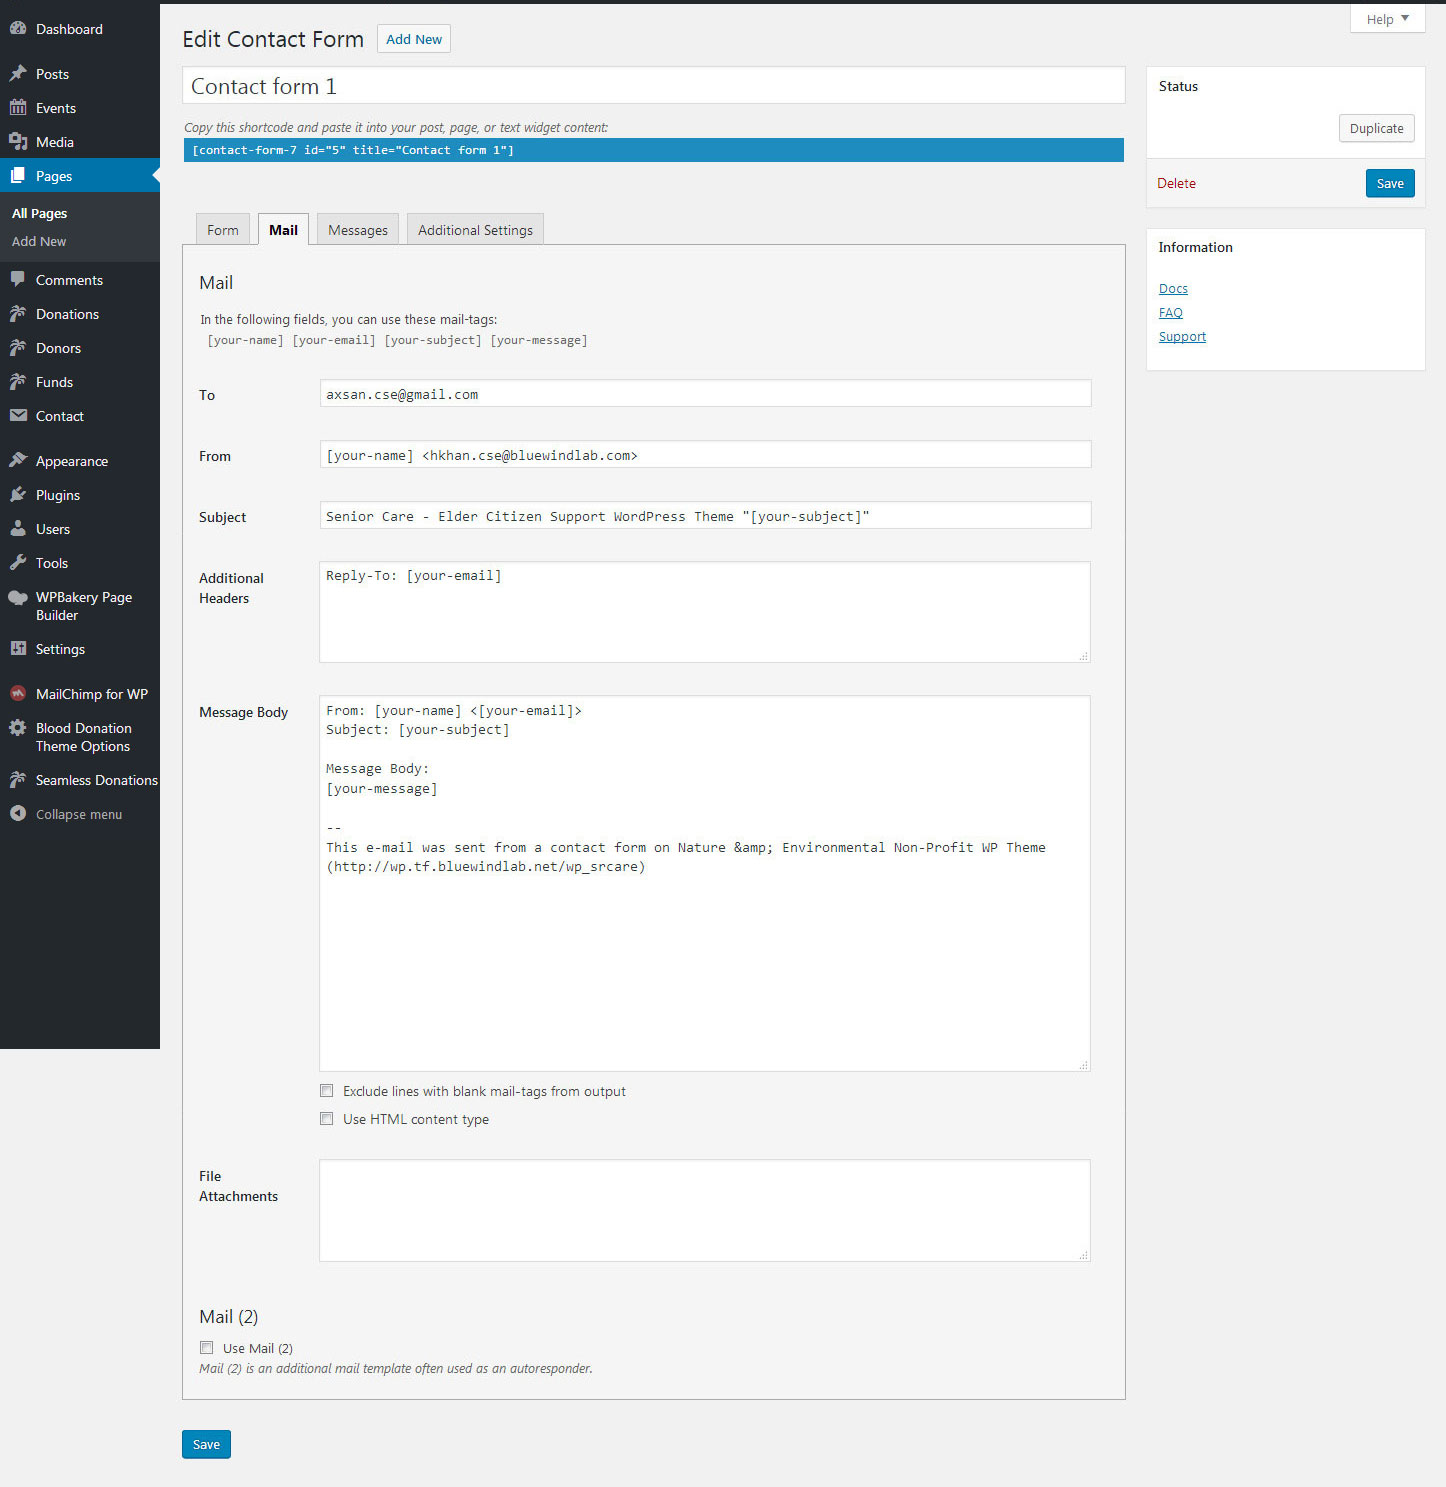 Dashboard
Posts
Events
Media
Pages
All Pages
Add New
Comments
Donations
Donors
Funds
Contact
Appearance
Plugins
Users
Tools
WPBakery Page
Builder
Settings
MailChimp for WP
Blood Donation
Theme Options
Seamless Donations
Collapse menu
Help
Edit Contact Form
Add New
Contact form 1
Copy this shortcode and paste it into your post, page, or text widget content:
[contact-form-7 id="5" title="Contact form 1"]
Form
Mail
Messages
Additional Settings
Mail
In the following fields, you can use these mail-tags:
[your-name] [your-email] [your-subject] [your-message]
To
axsan.cse@gmail.com
From
[your-name] <hkhan.cse@bluewindlab.com>
Subject
Senior Care - Elder Citizen Support WordPress Theme "[your-subject]"
Additional
Headers
Reply-To: [your-email]
Message Body
From: [your-name] <[your-email]>
Subject: [your-subject]
Message Body:
[your-message]
--
This e-mail was sent from a contact form on Nature &amp; Environmental Non-Profit WP Theme
(http://wp.tf.bluewindlab.net/wp_srcare)
Exclude lines with blank mail-tags from output
Use HTML content type
File
Attachments
Mail (2)
Use Mail (2)
Mail (2) is an additional mail template often used as an autoresponder.
Save
Status
Duplicate
Delete
Save
Information
Docs
FAQ
Support